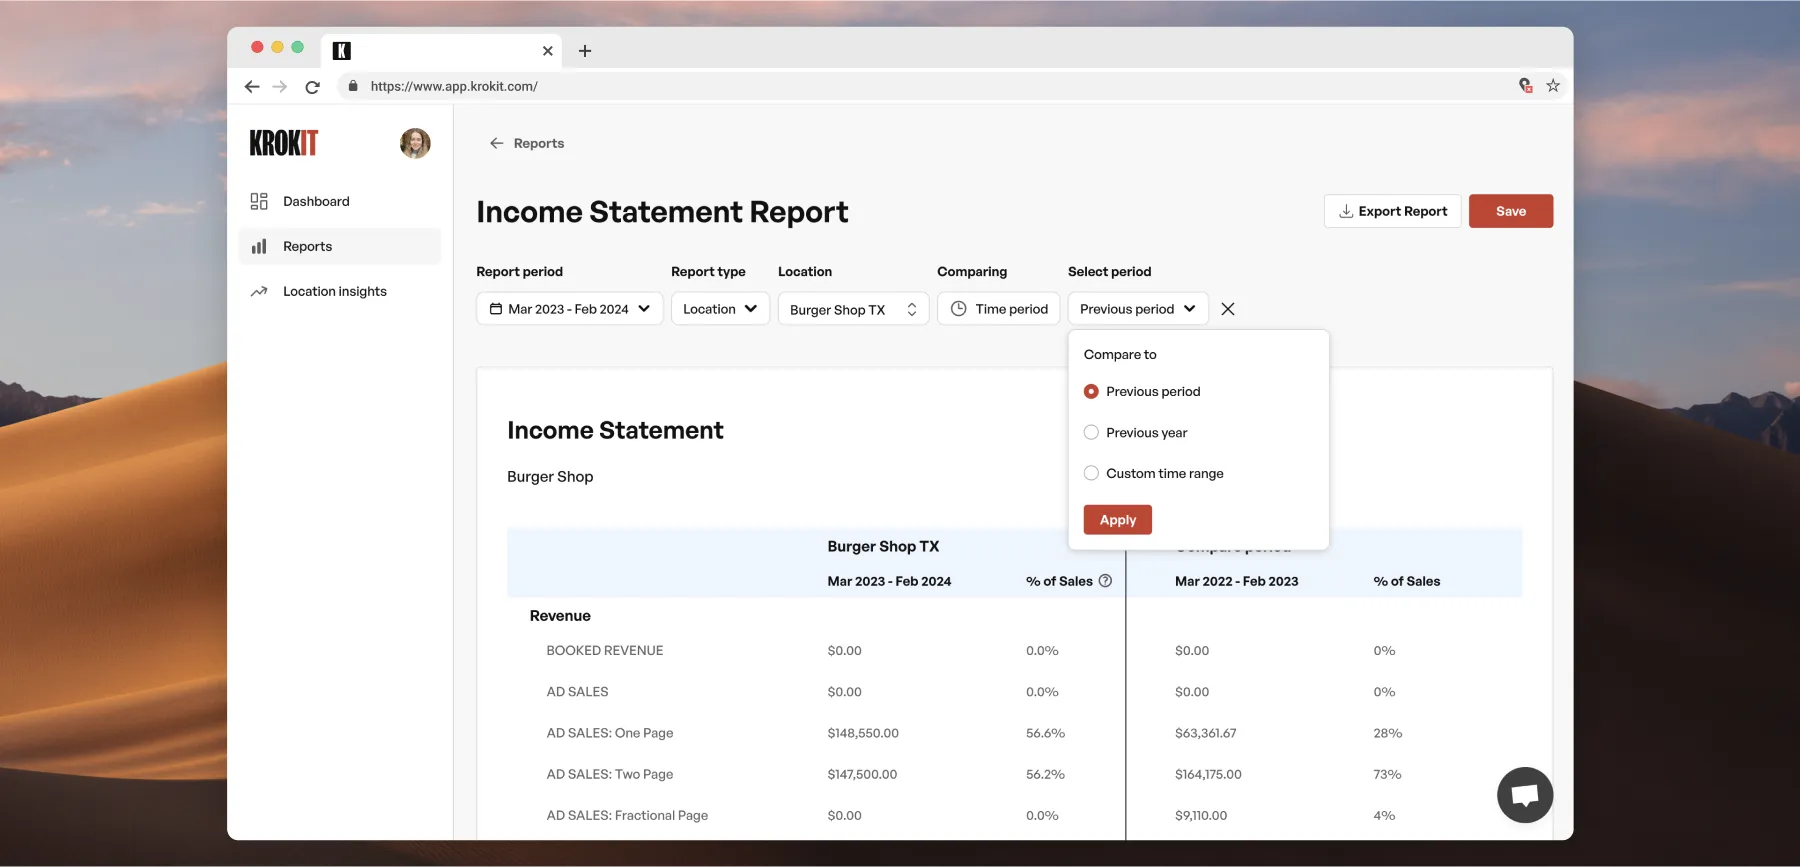 K
https://www.app.krokit.com/
KROKIT
Dashboard
Reports
Location insights
Reports
Income Statement Report
Export Report
Save
Report period
Report type
Location
Comparing
Select period
Mar 2023 - Feb 2024
Location
Burger Shop TX
Time period
Previous period
Compare to
Previous period
Previous year
Custom time range
Apply
Income Statement
Burger Shop
Burger Shop TX
Compare period
Mar 2023 - Feb 2024
% of Sales
Mar 2022 - Feb 2023
% of Sales
Revenue
BOOKED REVENUE $0.00 0.0% $0.00 0%
AD SALES $0.00 0.0% $0.00 0%
AD SALES: One Page $148,550.00 56.6% $63,361.67 28%
AD SALES: Two Page $147,500.00 56.2% $164,175.00 73%
AD SALES: Fractional Page $0.00 0.0% $9,110.00 4%